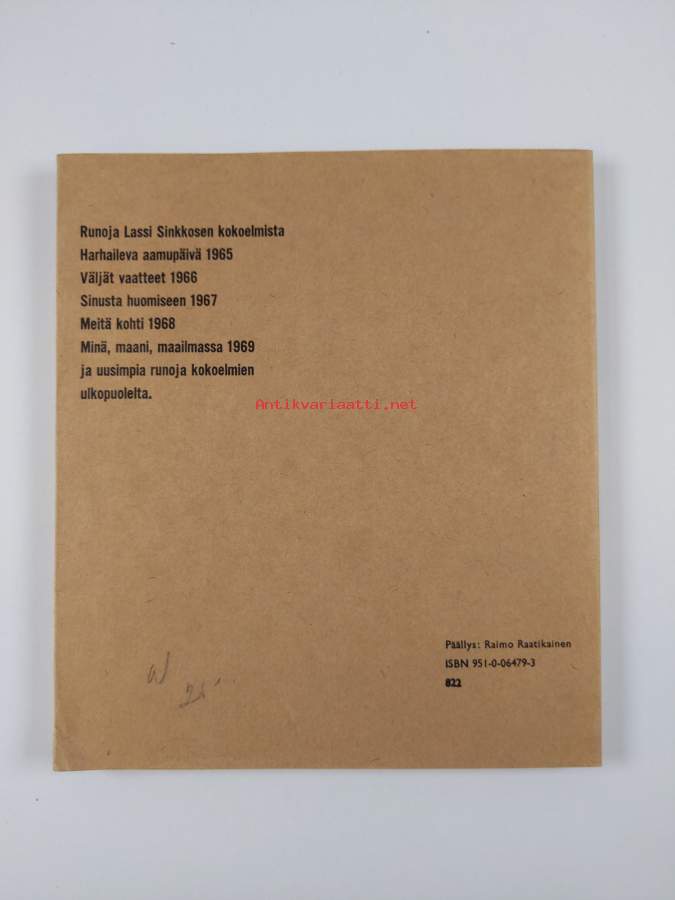 Runoja Lassi Sinkkosen kokoelmista
Harhaileva aamupäivä 1965
Väljät vaatteet 1966
Sinusta huomiseen 1967
Meitä kohti 1968
Minä, maani, maailmassa 1969
ja uusimpia runoja kokoelmien
ulkopuolelta.
Antikvariaatti.net
Päällys: Raimo Raatikainen
ISBN 951-0-06479-3
822